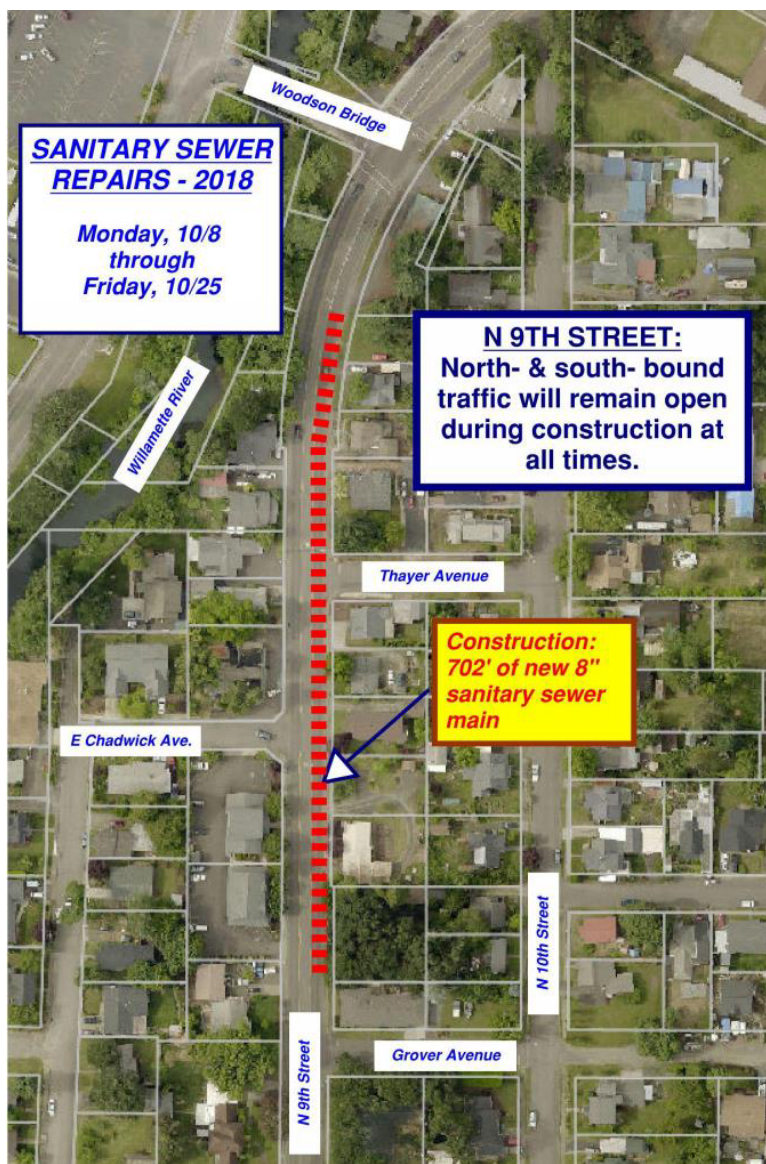 Woodson Bridge
SANITARY SEWER
REPAIRS - 2018
Monday, 10/8
through
Friday, 10/25
N 9TH STREET:
North- & south- bound
traffic will remain open
during construction at
all times.
Willamette River
Thayer Avenue
Construction:
702' of new 8"
sanitary sewer
main
E Chadwick Ave.
N 10th Street
N 9th Street
Grover Avenue